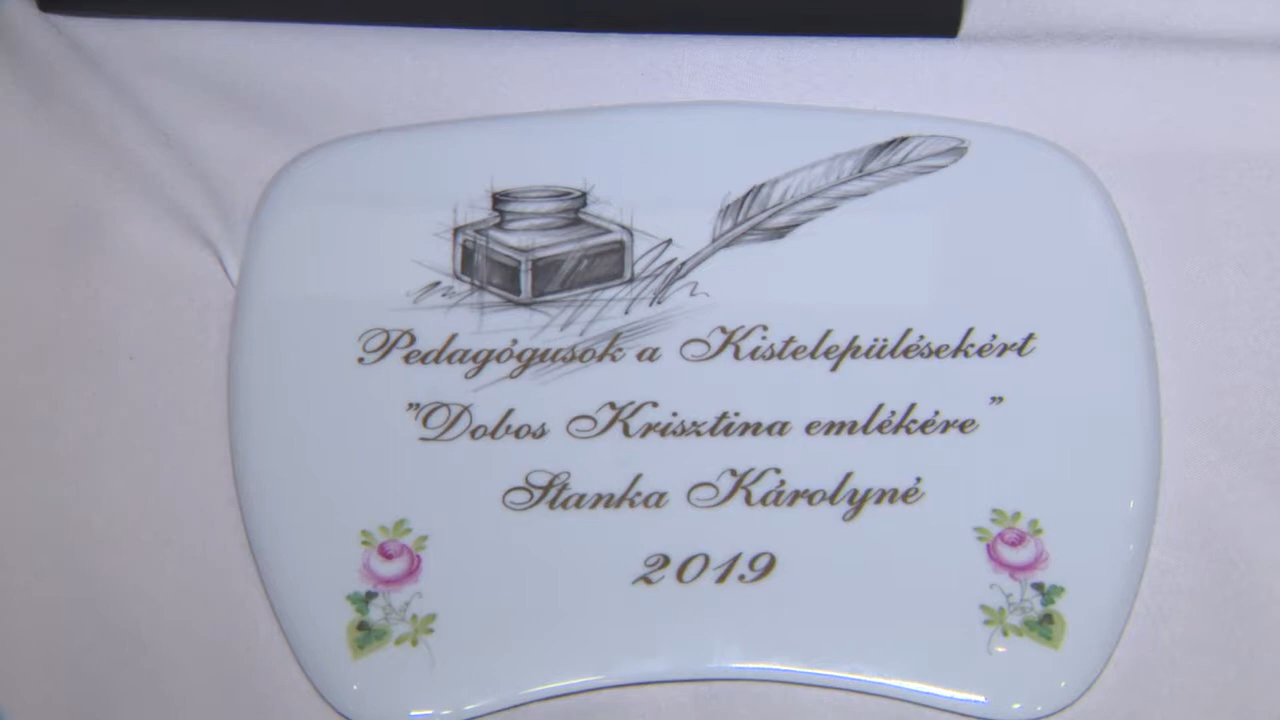 Pedagógusok a Kistelepülésekért
"Dobos Krisztina emlékére"
Stanka Károlyné
2019